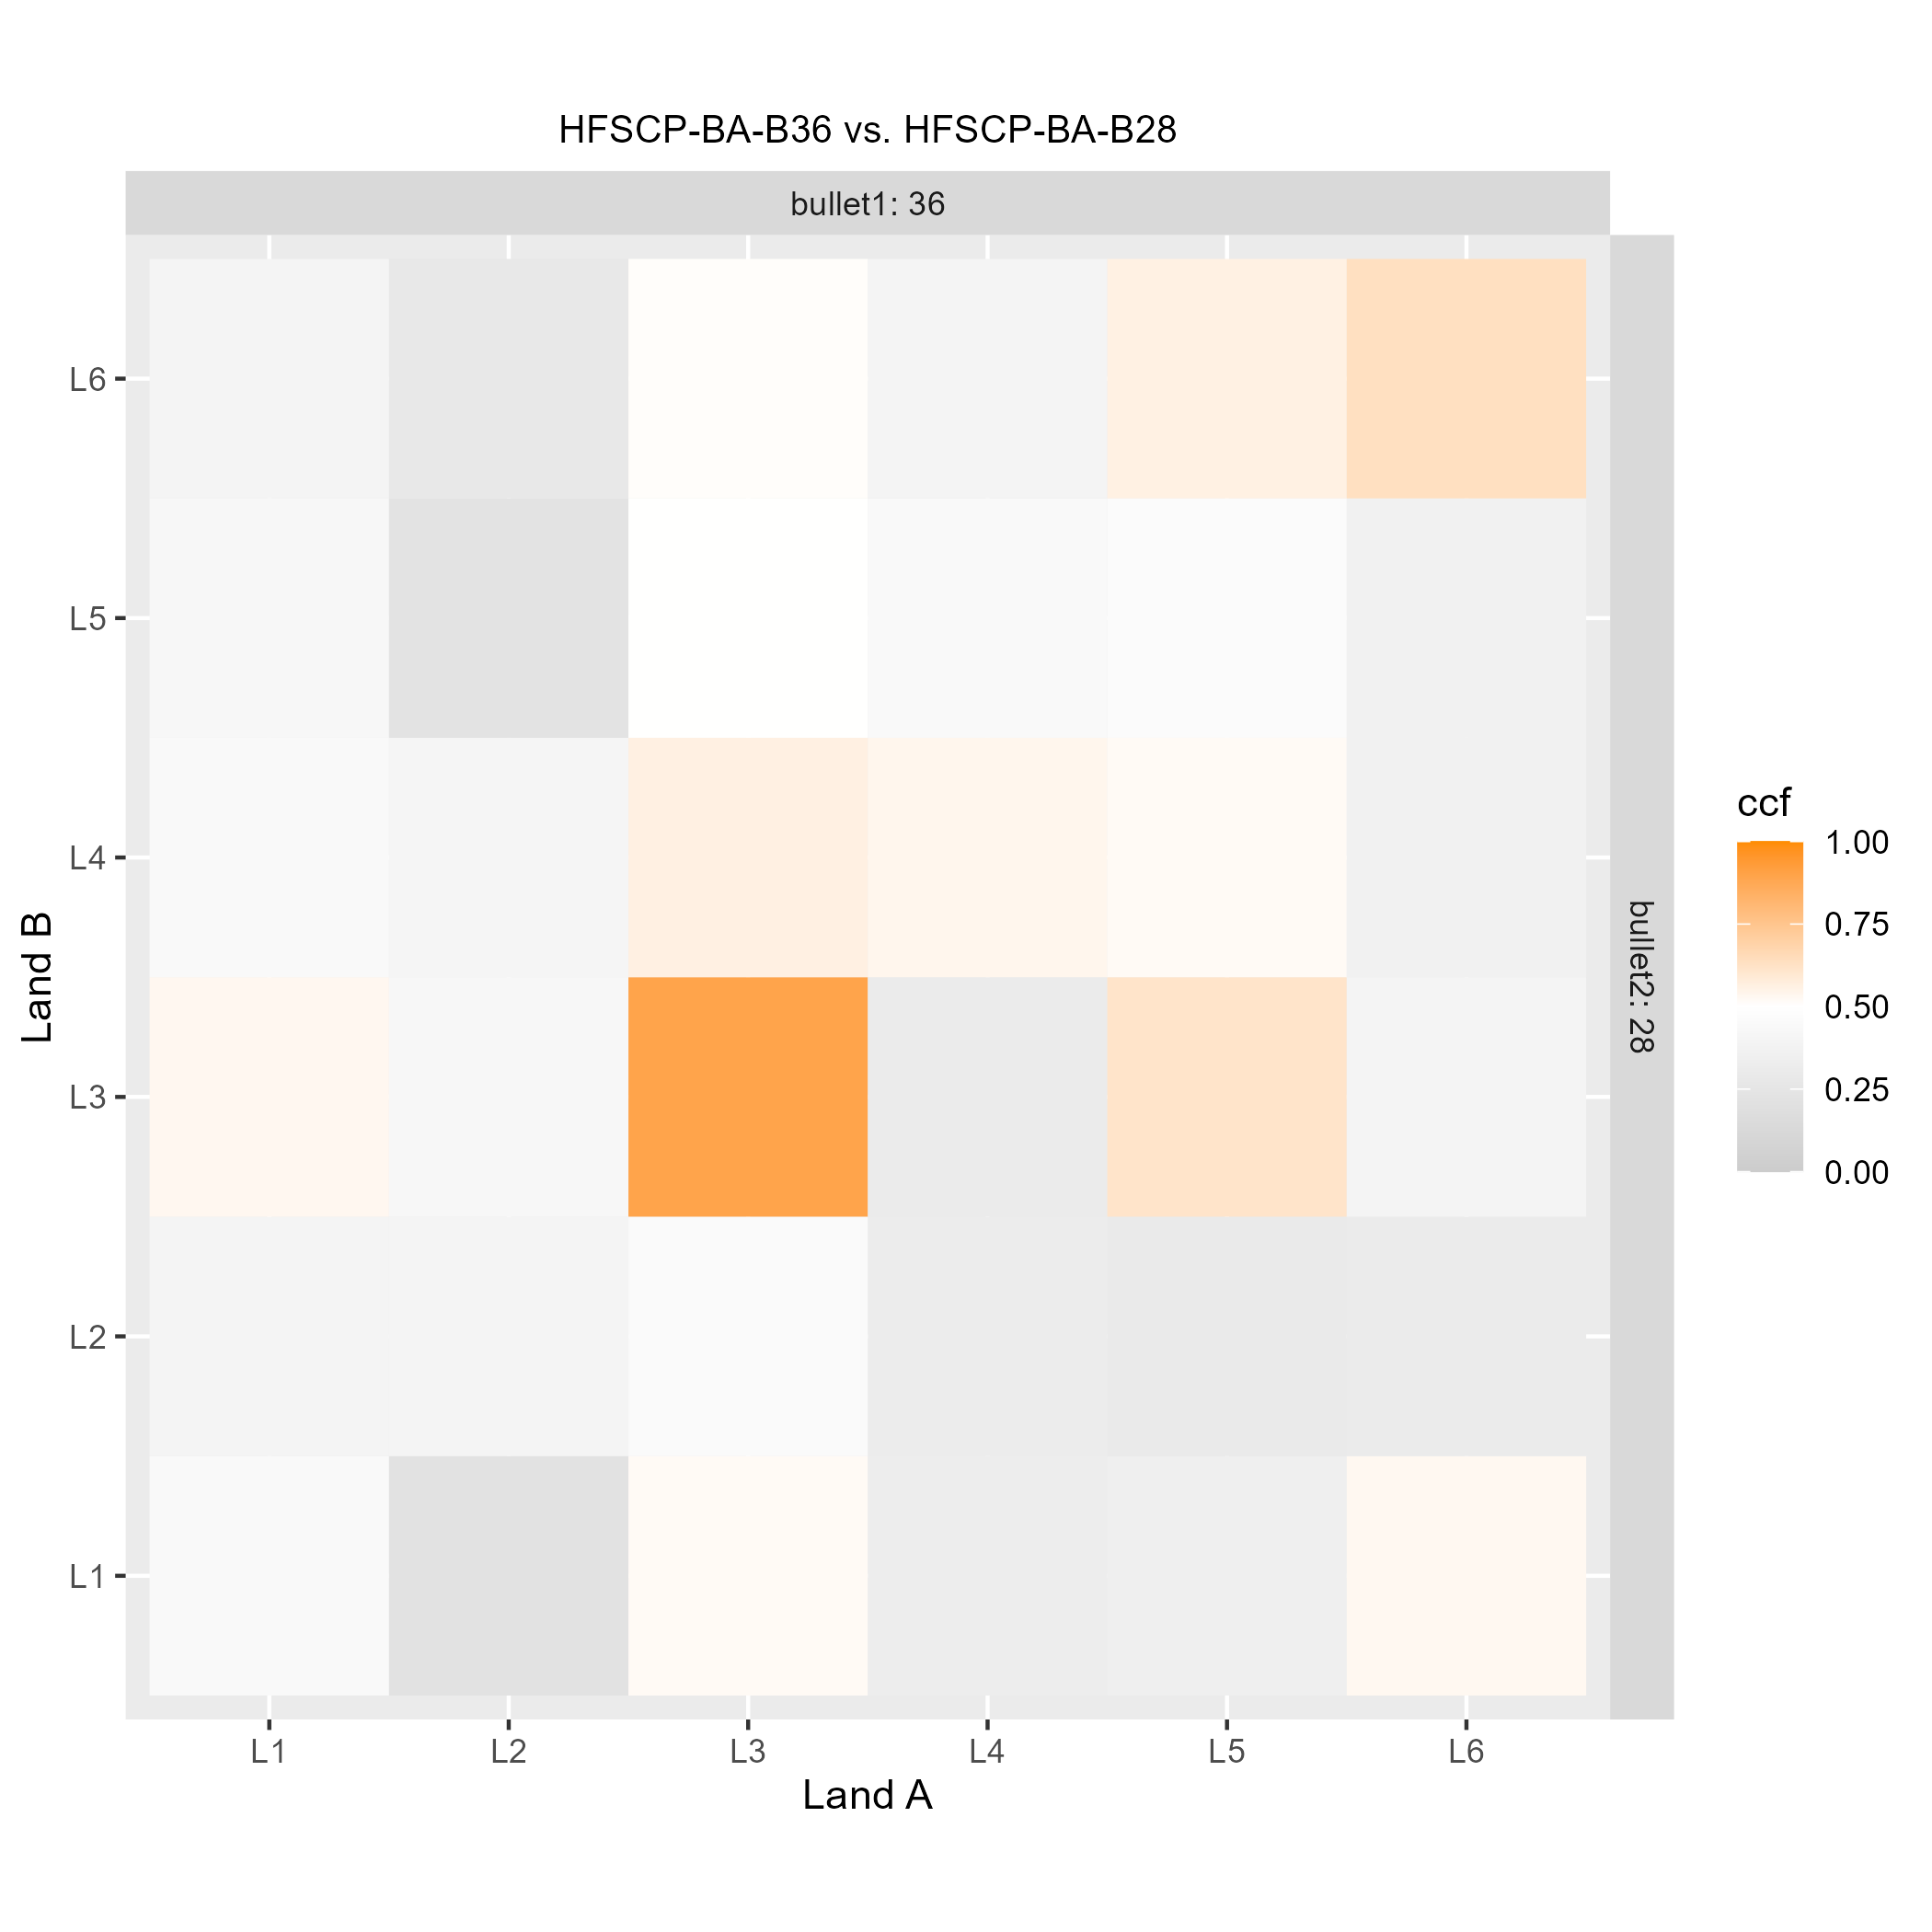 HFSCP-BA-B36 vs. HFSCP-BA-B28
bullet1: 36
L6
L5
L4
L3
L2
L1
Land B
bullet2: 28
L1 L2 L3 L4 L5 L6
Land A
ccf
1.00
0.75
0.50
0.25
0.00